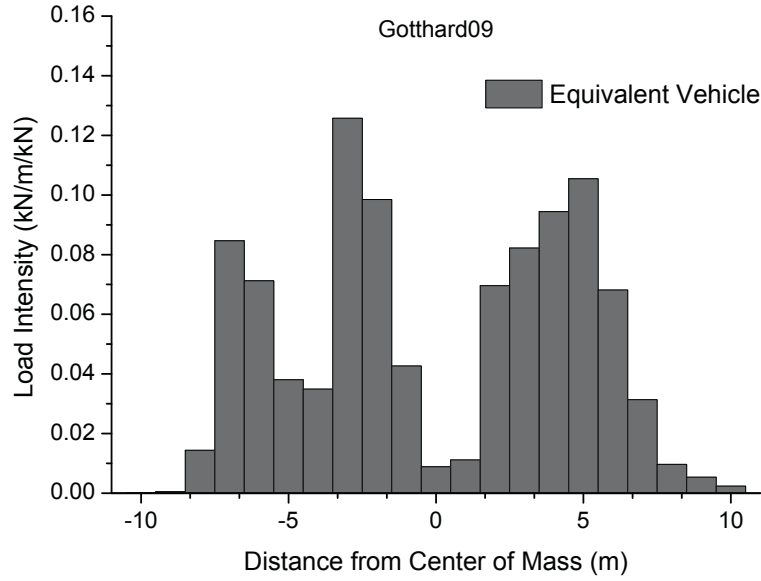 Gotthard09
Equivalent Vehicle
Load Intensity (kN/m/kN)
0.16
0.14
0.12
0.10
0.08
0.06
0.04
0.02
0.00
-10 -5 0 5 10
Distance from Center of Mass (m)